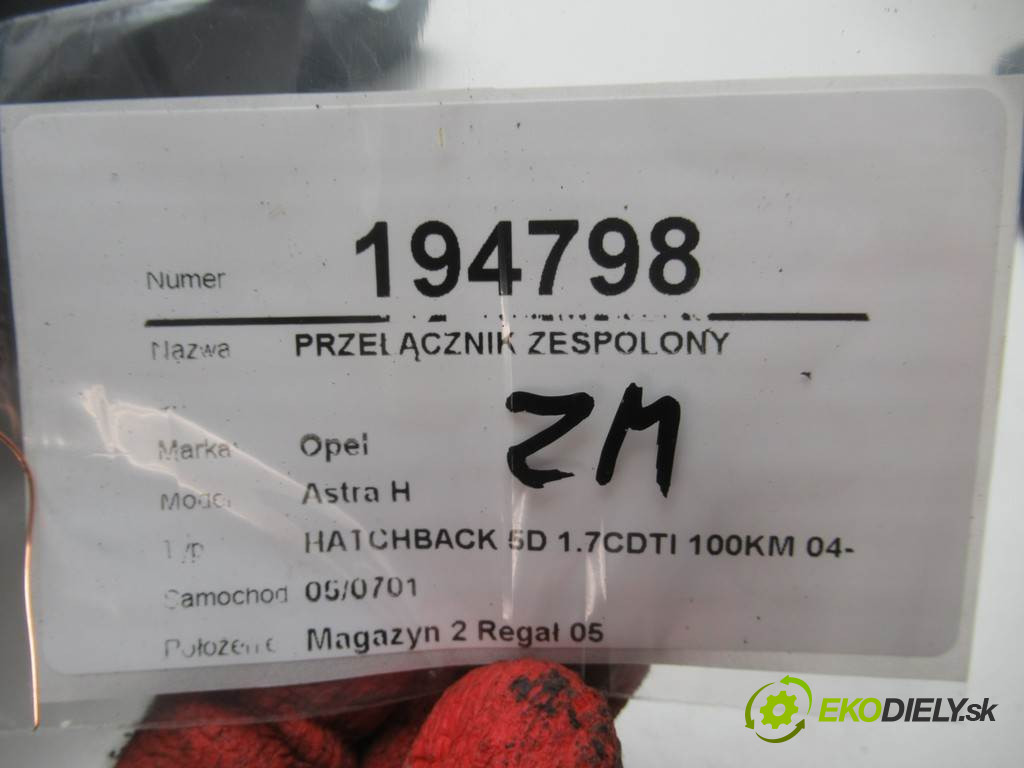 Numer 194798
Nazwa PRZEŁĄCZNIK ZESPOLONY
ZM
Marka Opel
Model Astra H
Typ HATCHBACK 5D 1.7CDTI 100KM 04-
Samochod 05/0701
Położenie Magazyn 2 Regał 05
EKODIELY.sk